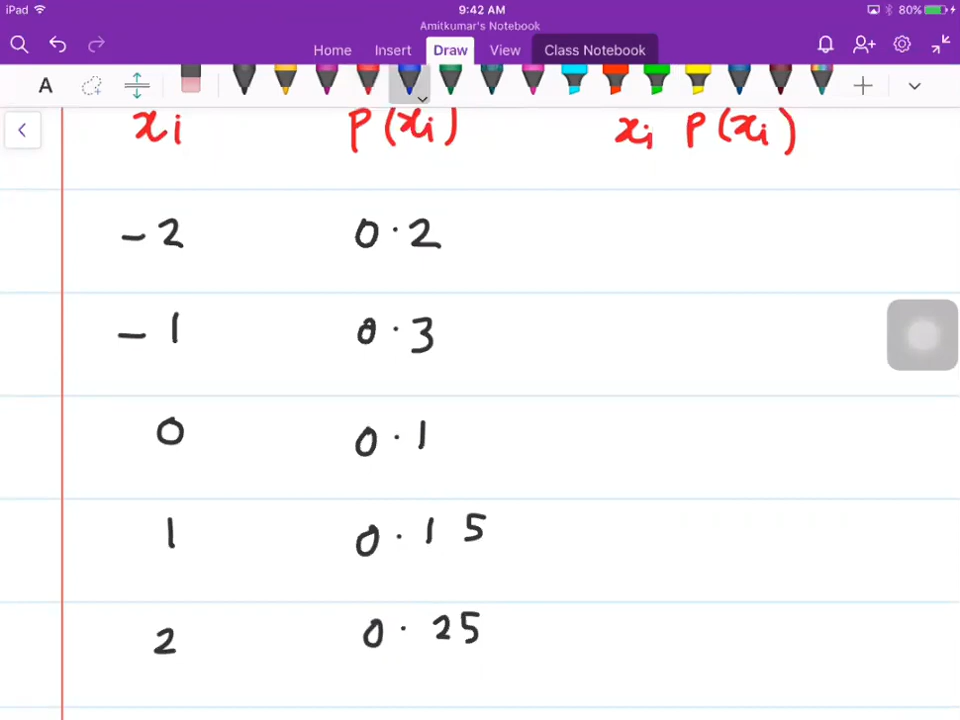 iPad 9:42 AM 80%
Amitkumar's Notebook
Home Insert Draw View Class Notebook
A
xi P(xi) xi P(xi)
-2 0.2
-1 0.3
0 0.1
1 0.15
2 0.25